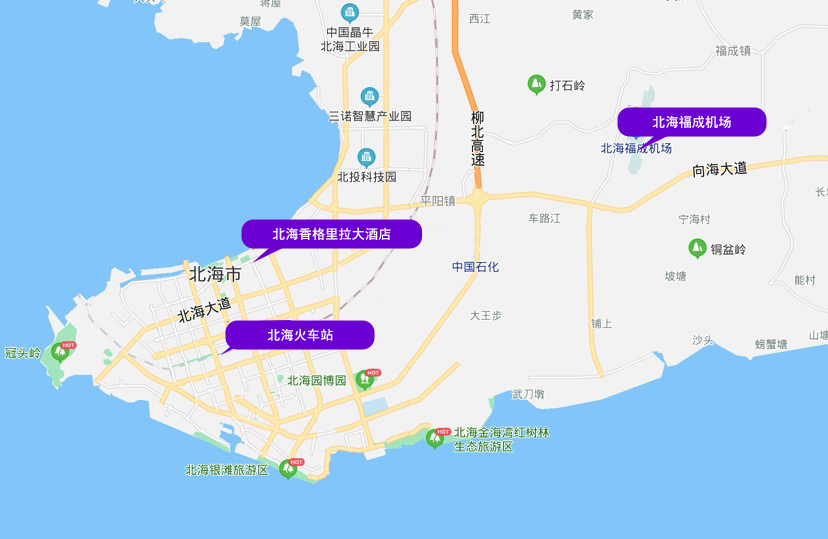 蒋屋
莫屋
中国晶牛
北海工业园
西江
黄家
福成镇
打石岭
三诺智慧产业园
柳北高速
北海福成机场
北海福成机场
北投科技园
向海大道
平阳镇
车路江
宁海村
北海香格里拉大酒店
铜盆岭
北海市
中国石化
坡塘
能村
北海大道
大王步
铺上
北海火车站
沙头
螃蟹塘
山塘
冠头岭
HOT
北海园博园
HOT
武刀墩
HOT
北海金海湾红树林
生态旅游区
北海银滩旅游区
HOT